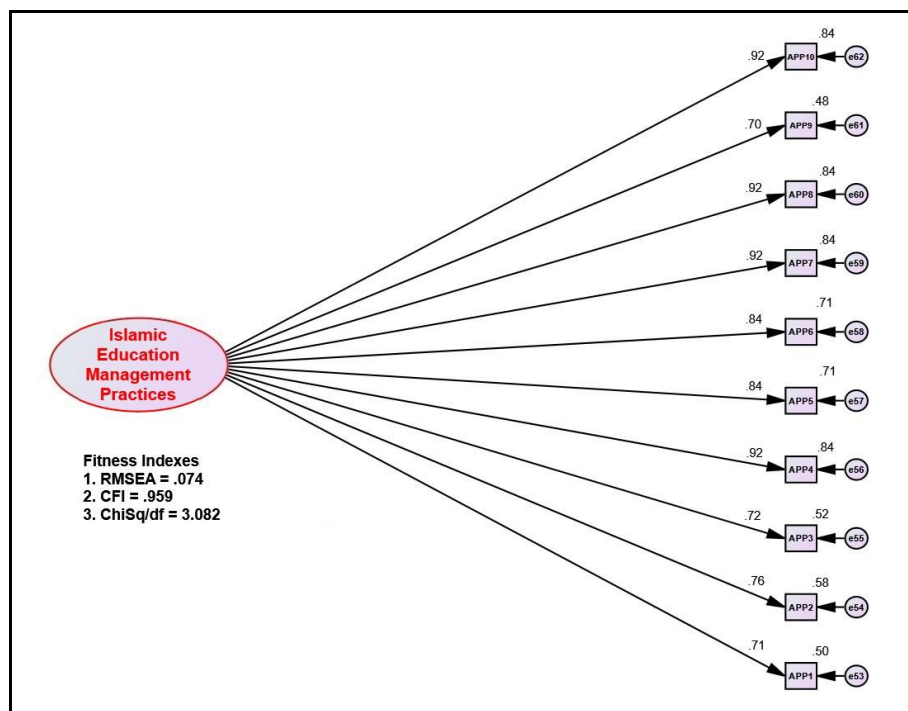 .84
.92
APP10
e62
.48
.70
APP9
e61
.84
.92
APP8
e60
.84
.92
APP7
e59
.71
.84
APP6
e58
.71
.84
APP5
e57
.84
.92
APP4
e56
.52
.72
APP3
e55
.58
.76
APP2
e54
.50
.71
APP1
e53
Islamic
Education
Management
Practices
Fitness Indexes
1. RMSEA = .074
2. CFI = .959
3. ChiSq/df = 3.082